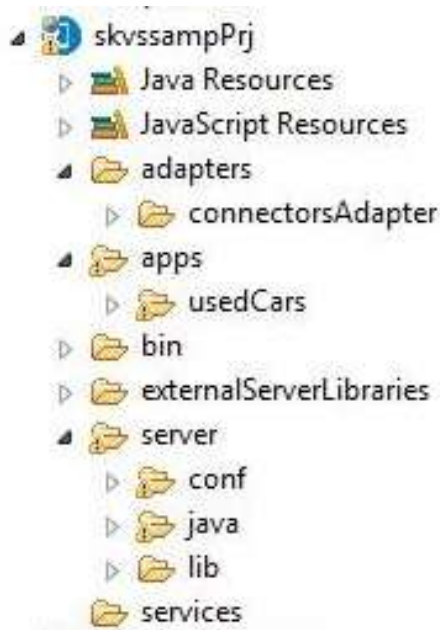 skvssampPrj
Java Resources
JavaScript Resources
adapters
connectorsAdapter
apps
usedCars
bin
externalServerLibraries
server
conf
java
lib
services